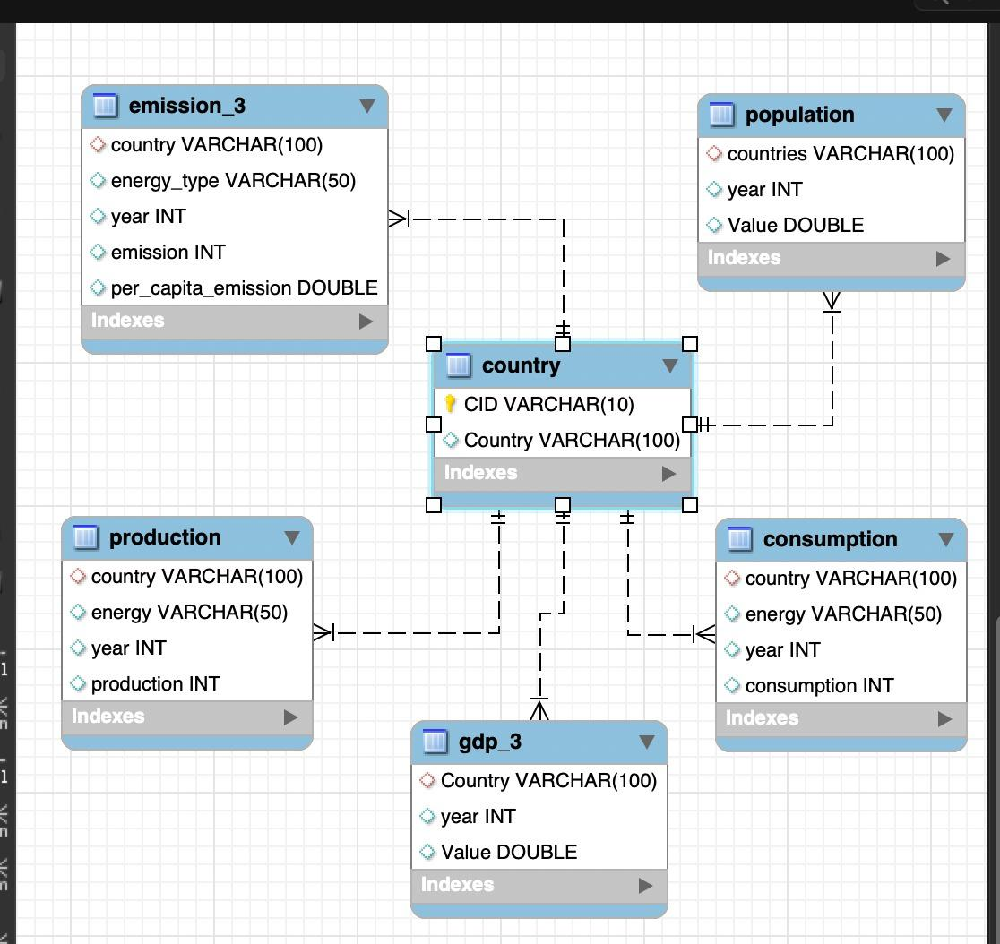 emission_3
country VARCHAR(100)
energy_type VARCHAR(50)
year INT
emission INT
per_capita_emission DOUBLE
Indexes
population
countries VARCHAR(100)
year INT
Value DOUBLE
Indexes
country
CID VARCHAR(10)
Country VARCHAR(100)
Indexes
production
country VARCHAR(100)
energy VARCHAR(50)
year INT
production INT
Indexes
consumption
country VARCHAR(100)
energy VARCHAR(50)
year INT
consumption INT
Indexes
gdp_3
Country VARCHAR(100)
year INT
Value DOUBLE
Indexes